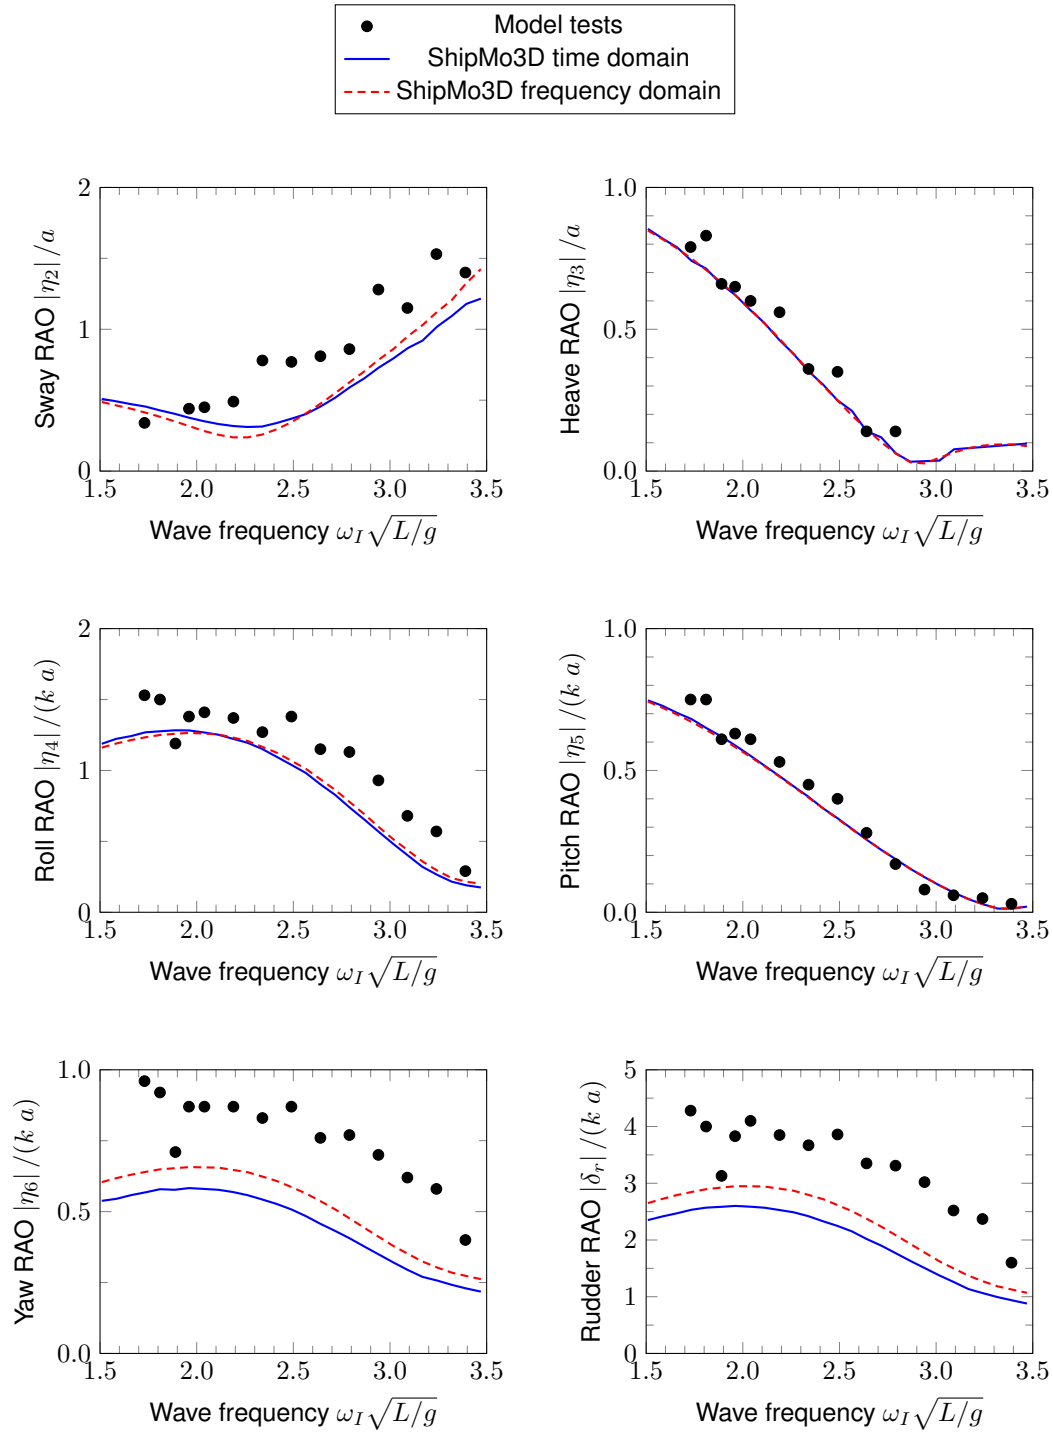 Model tests
ShipMo3D time domain
ShipMo3D frequency domain
2
1
0
Sway RAO |η2| /a
1.5 2.0 2.5 3.0 3.5
Wave frequency ωI√L/g
1.0
0.5
0.0
Heave RAO |η3| /a
1.5 2.0 2.5 3.0 3.5
Wave frequency ωI√L/g
2
1
0
Roll RAO |η4| /(k a)
1.5 2.0 2.5 3.0 3.5
Wave frequency ωI√L/g
1.0
0.5
0.0
Pitch RAO |η5| /(k a)
1.5 2.0 2.5 3.0 3.5
Wave frequency ωI√L/g
1.0
0.5
0.0
Yaw RAO |η6| /(k a)
1.5 2.0 2.5 3.0 3.5
Wave frequency ωI√L/g
5
4
3
2
1
0
Rudder RAO |δr| /(k a)
1.5 2.0 2.5 3.0 3.5
Wave frequency ωI√L/g